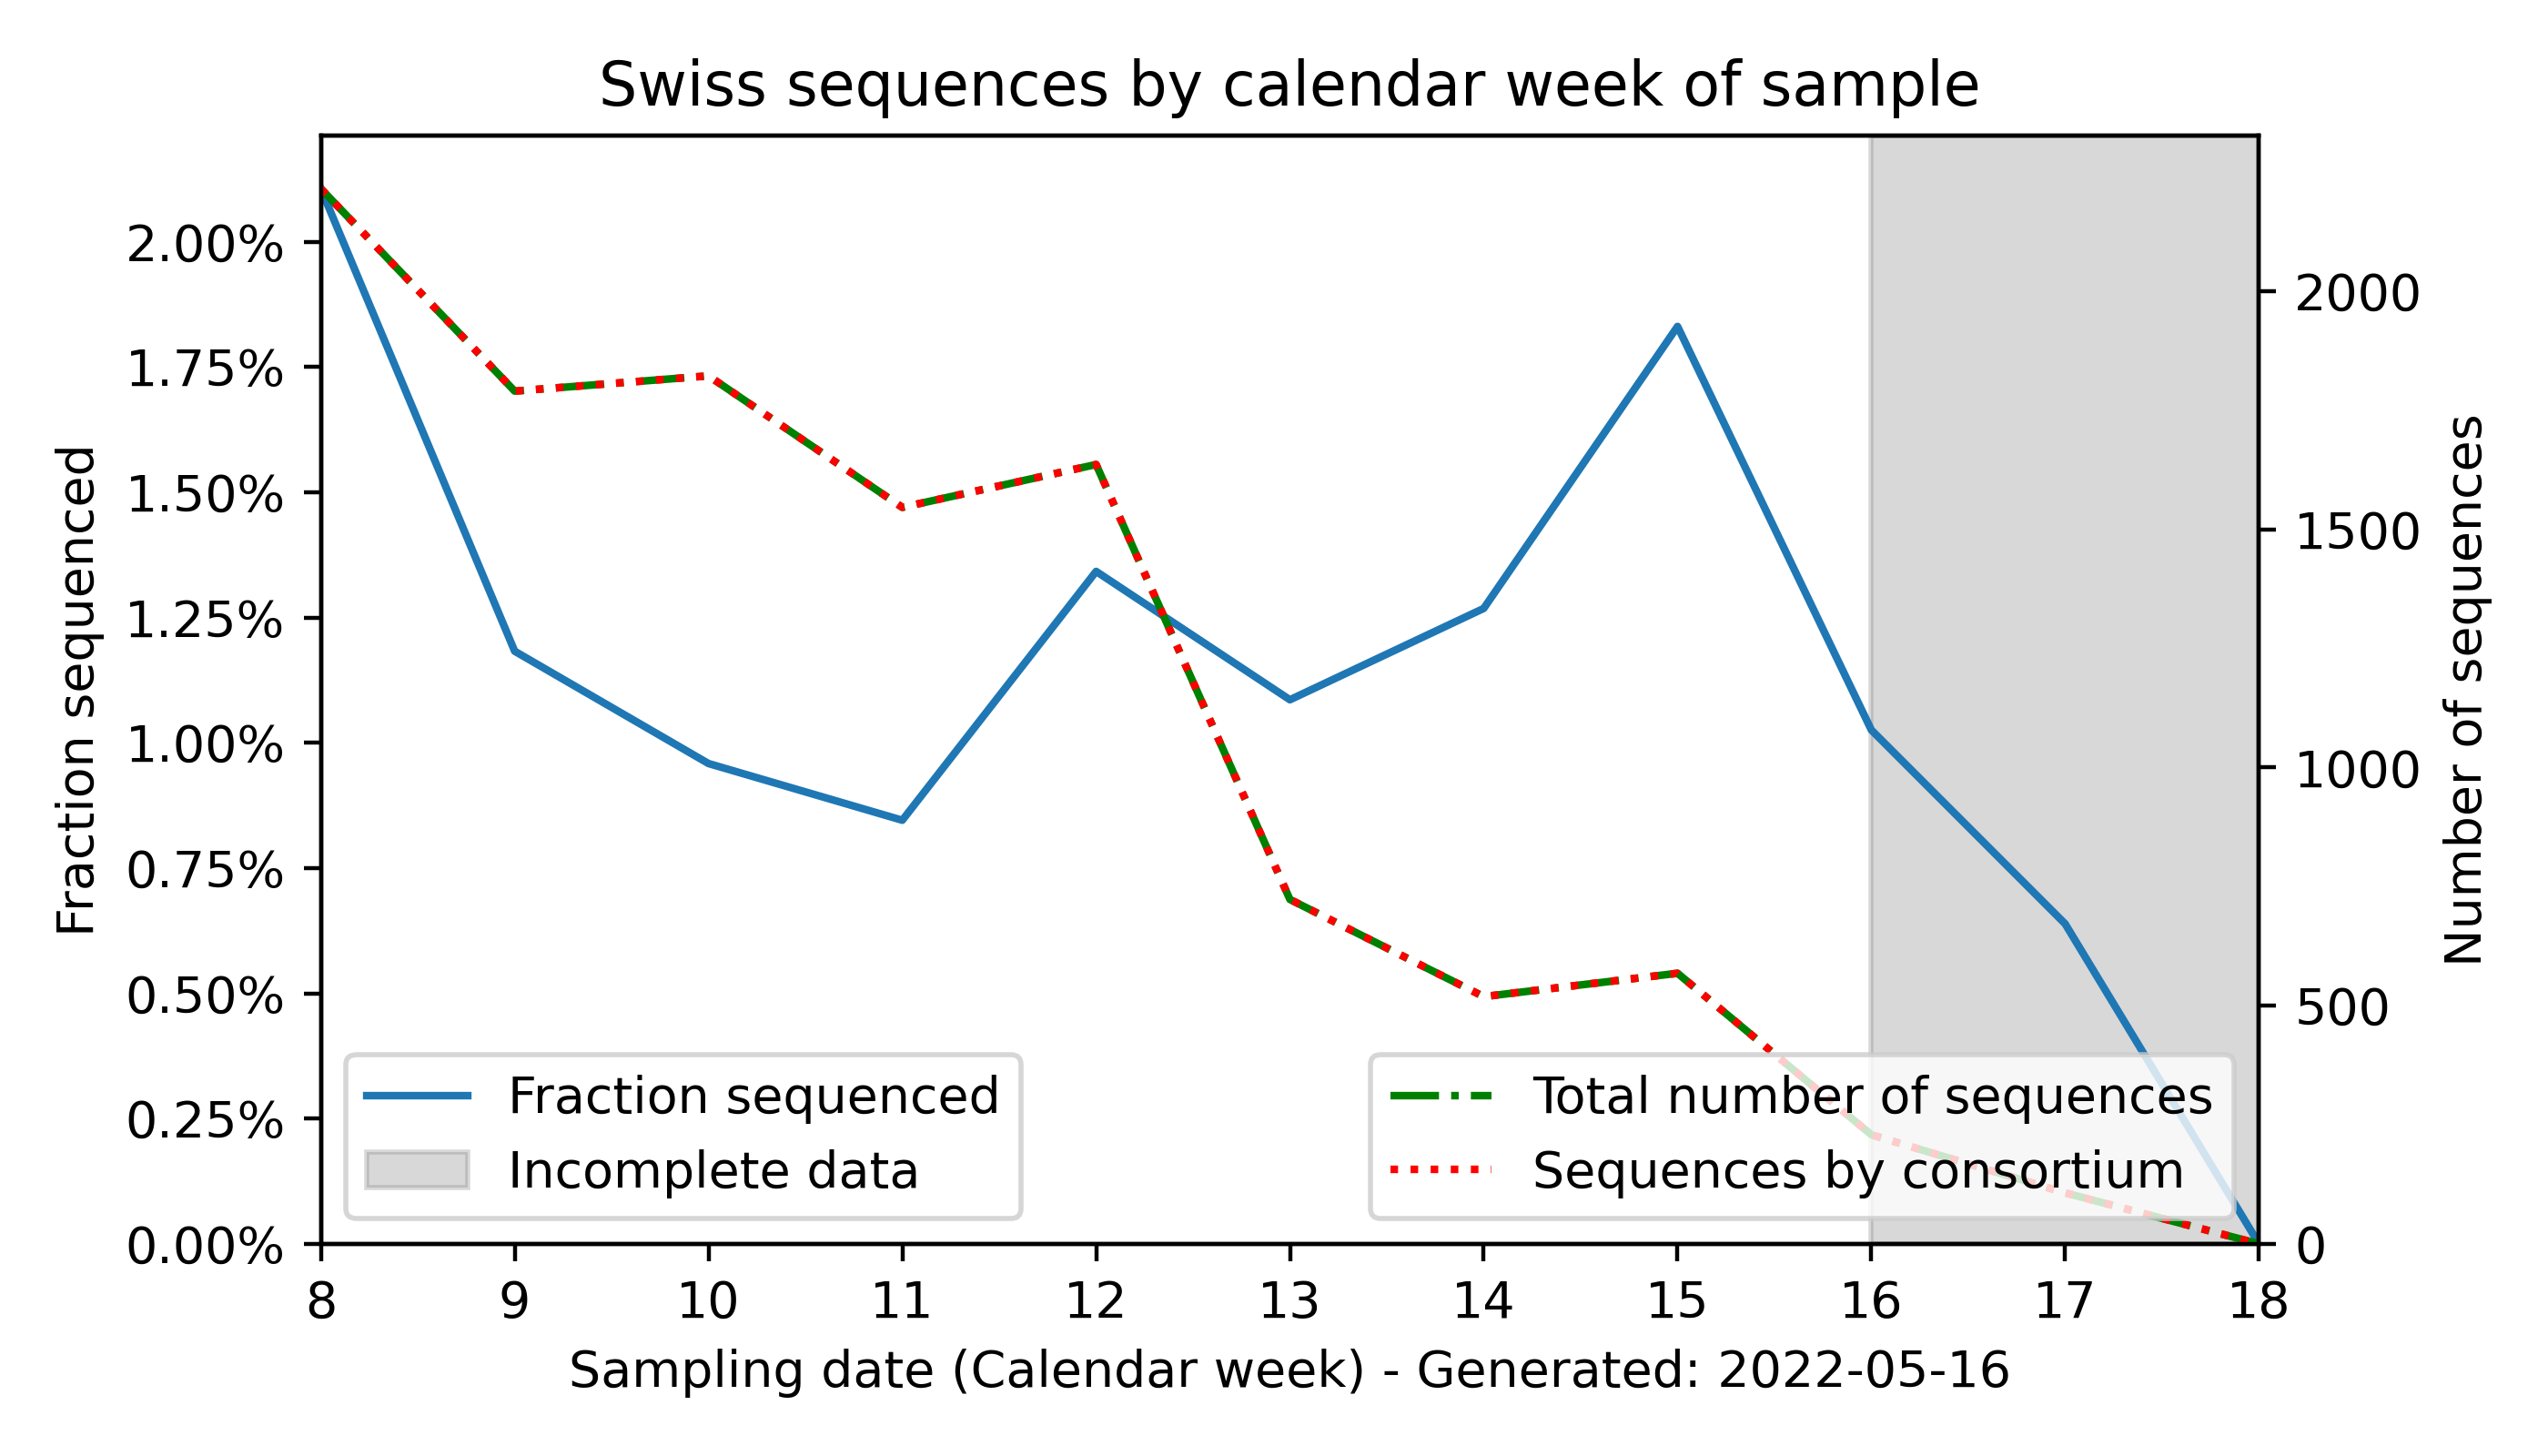 Swiss sequences by calendar week of sample
Fraction sequenced
2.00%
1.75%
1.50%
1.25%
1.00%
0.75%
0.50%
0.25%
0.00%
2000
1500
1000
500
0
Number of sequences
Fraction sequenced
Incomplete data
Total number of sequences
Sequences by consortium
8 9 10 11 12 13 14 15 16 17 18
Sampling date (Calendar week) - Generated: 2022-05-16